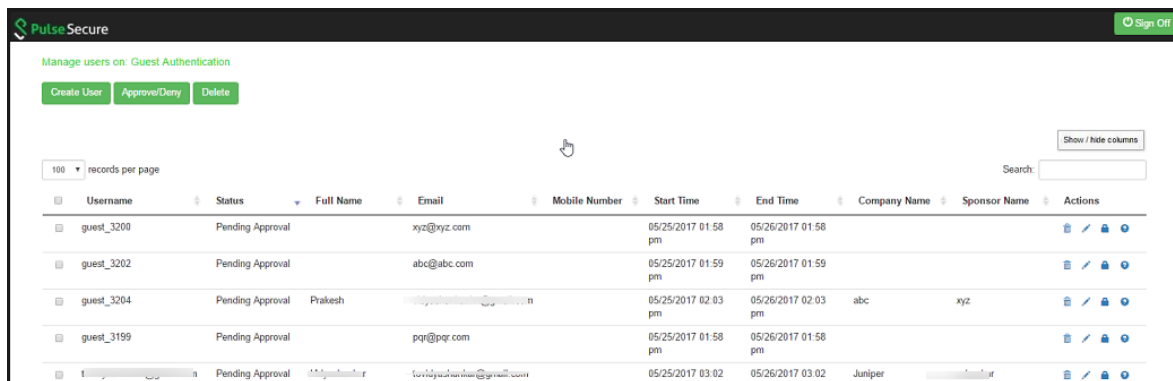 Pulse Secure
Sign Off
Manage users on: Guest Authentication
Create User Approve/Deny Delete
Show / hide columns
100 records per page Search:
Username Status Full Name Email Mobile Number Start Time End Time Company Name Sponsor Name Actions
guest_3200 Pending Approval xyz@xyz.com 05/25/2017 01:58 05/26/2017 01:58
pm pm
guest_3202 Pending Approval abc@abc.com 05/25/2017 01:59 05/26/2017 01:59
pm pm
guest_3204 Pending Approval Prakesh 05/25/2017 02:03 05/26/2017 02:03 abc xyz
pm pm
guest_3199 Pending Approval pqr@pqr.com 05/25/2017 01:58 05/26/2017 01:58
pm pm
Pending Approval 05/25/2017 03:02 05/26/2017 03:02 Juniper